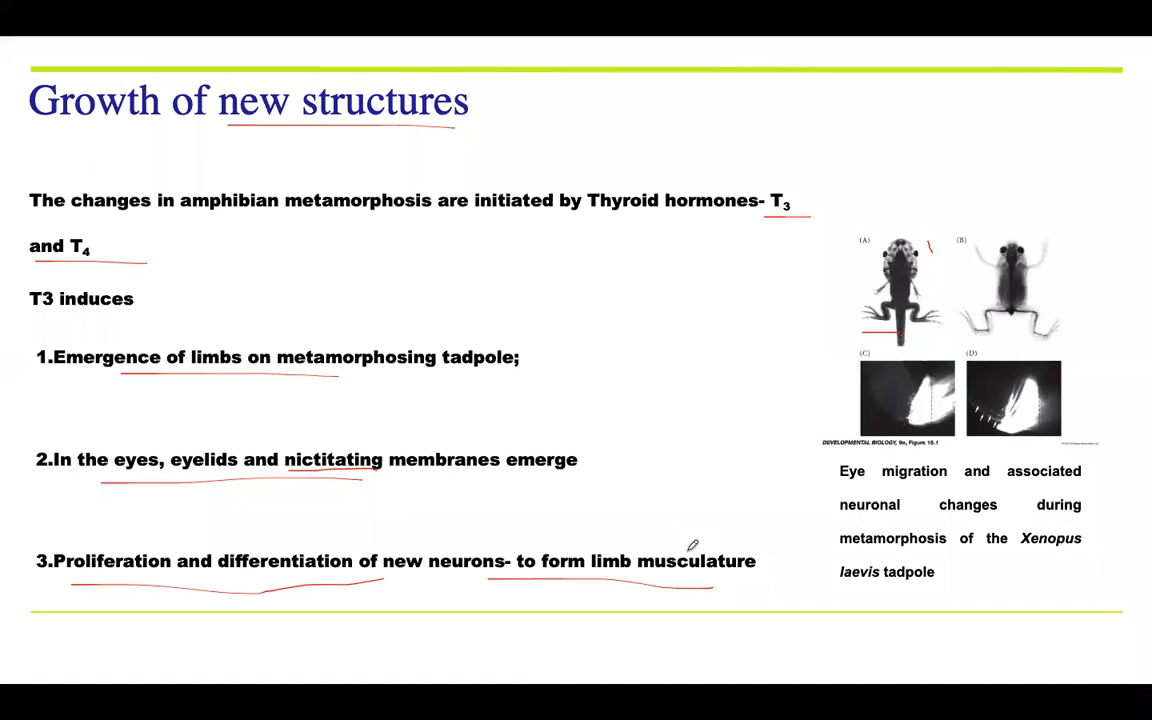 Growth of new structures
The changes in amphibian metamorphosis are initiated by Thyroid hormones- T3
and T4
T3 induces
1.Emergence of limbs on metamorphosing tadpole;
2.In the eyes, eyelids and nictitating membranes emerge
3.Proliferation and differentiation of new neurons- to form limb musculature
(A)
(B)
(C)
(D)
DEVELOPMENTAL BIOLOGY, 9e, Figure 15.1
Eye migration and associated
neuronal changes during
metamorphosis of the Xenopus
laevis tadpole